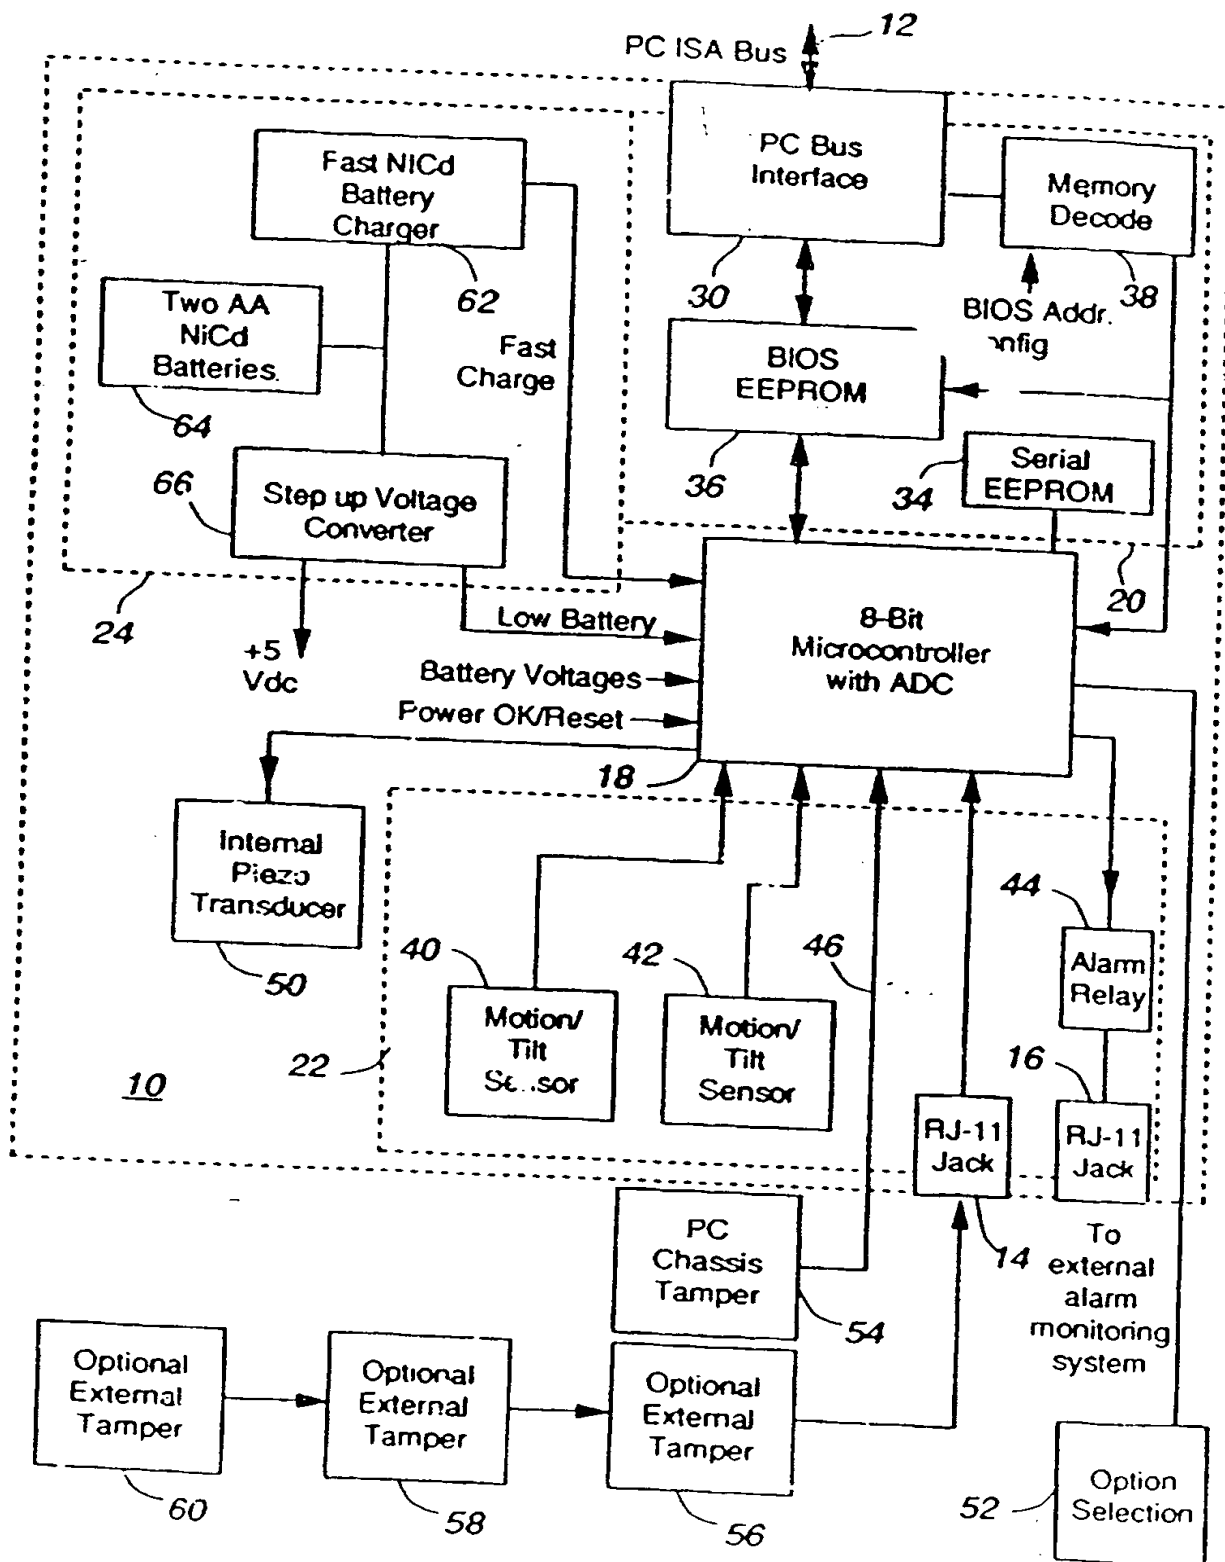 12
PC ISA Bus
PC Bus
Interface
30
Memory
Decode
38
Fast NICd
Battery
Charger
62
Two AA
NiCd
Batteries.
64
Fast
Charge
BIOS Addr.
BIOS
EEPROM
36
Serial
EEPROM
34
20
66
Step up Voltage
Converter
24
+5
Vdc
Low Battery
Battery Voltages
Power OK/Reset
8-Bit
Microcontroller
with ADC
18
Internal
Piezo
Transducer
50
40
Motion/
Tilt
Sensor
42
Motion/
Tilt
Sensor
46
44
Alarm
Relay
22
10
16
RJ-11
Jack
RJ-11
Jack
14
PC
Chassis
Tamper
54
To
external
alarm
monitoring
system
Optional
External
Tamper
60
Optional
External
Tamper
58
Optional
External
Tamper
56
52
Option
Selection